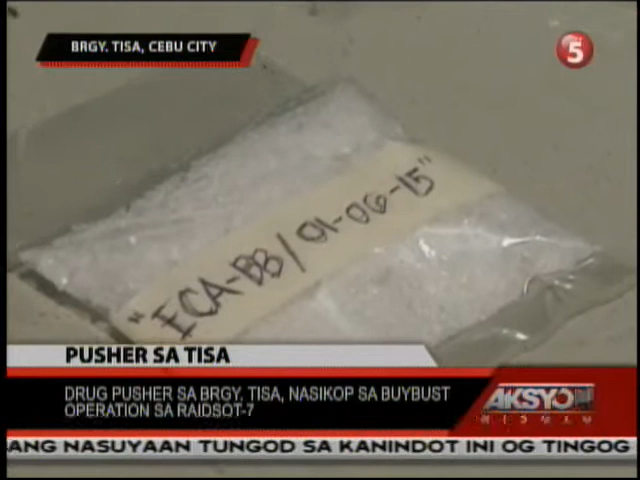 BRGY. TISA, CEBU CITY
5
"ECA-BB/01-06-15"
PUSHER SA TISA
DRUG PUSHER SA BRGY. TISA, NASIKOP SA BUYBUST
OPERATION SA RAIDSOT-7
AKSYON
BISAYA
ANG NASUYAAN TUNGOD SA KANINDOT INI OG TINGOG